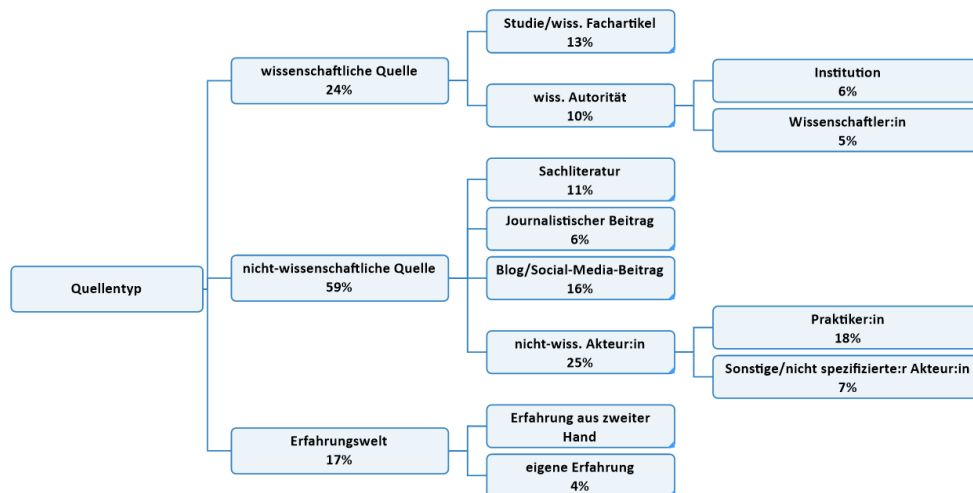 Studie/wiss. Fachartikel
13%
wissenschaftliche Quelle
24%
Institution
6%
wiss. Autorität
10%
Wissenschaftler:in
5%
Sachliteratur
11%
Journalistischer Beitrag
6%
Quellentyp
nicht-wissenschaftliche Quelle
59%
Blog/Social-Media-Beitrag
16%
Praktiker:in
18%
nicht-wiss. Akteur:in
25%
Sonstige/nicht spezifizierte:r Akteur:in
7%
Erfahrung aus zweiter
Hand
Erfahrungswelt
17%
eigene Erfahrung
4%